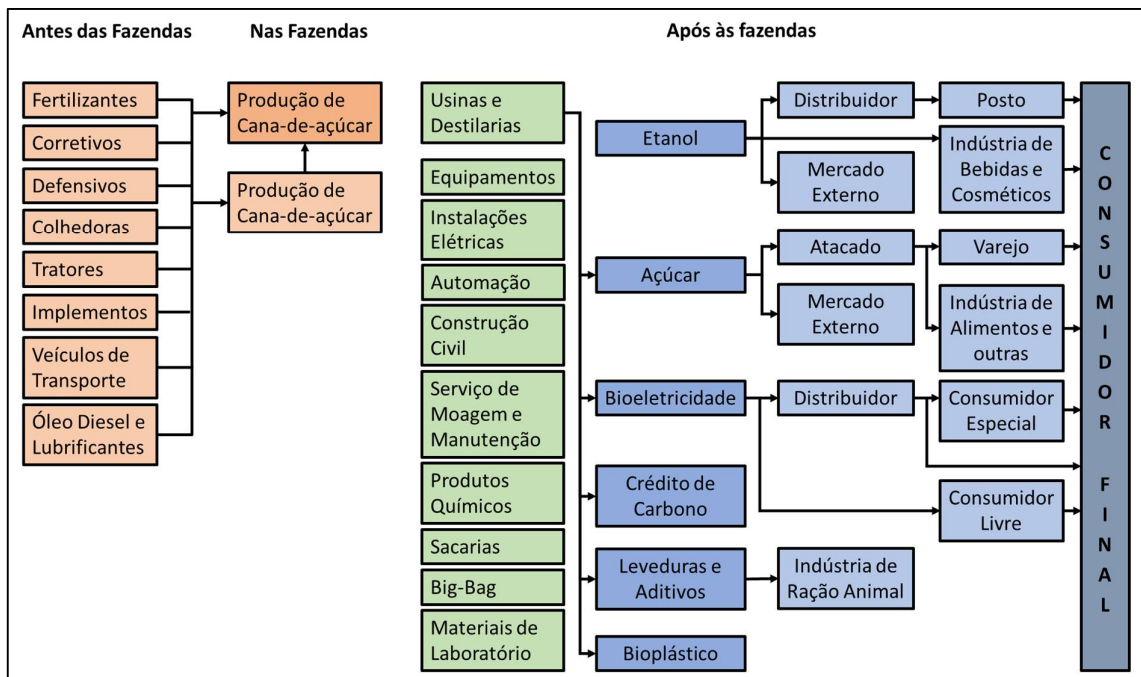 Antes das Fazendas
Nas Fazendas
Após às fazendas
Fertilizantes
Corretivos
Defensivos
Colhedoras
Tratores
Implementos
Veículos de
Transporte
Óleo Diesel e
Lubrificantes
Produção de
Cana-de-açúcar
Produção de
Cana-de-açúcar
Usinas e
Destilarias
Equipamentos
Instalações
Elétricas
Automação
Construção
Civil
Serviço de
Moagem e
Manutenção
Produtos
Químicos
Sacarias
Big-Bag
Materiais de
Laboratório
Etanol
Açúcar
Bioeletricidade
Crédito de
Carbono
Leveduras e
Aditivos
Bioplástico
Distribuidor
Mercado
Externo
Atacado
Mercado
Externo
Distribuidor
Indústria de
Ração Animal
Posto
Indústria de
Bebidas e
Cosméticos
Varejo
Indústria de
Alimentos e
outras
Consumidor
Especial
Consumidor
Livre
CONSUMIDOR FINAL